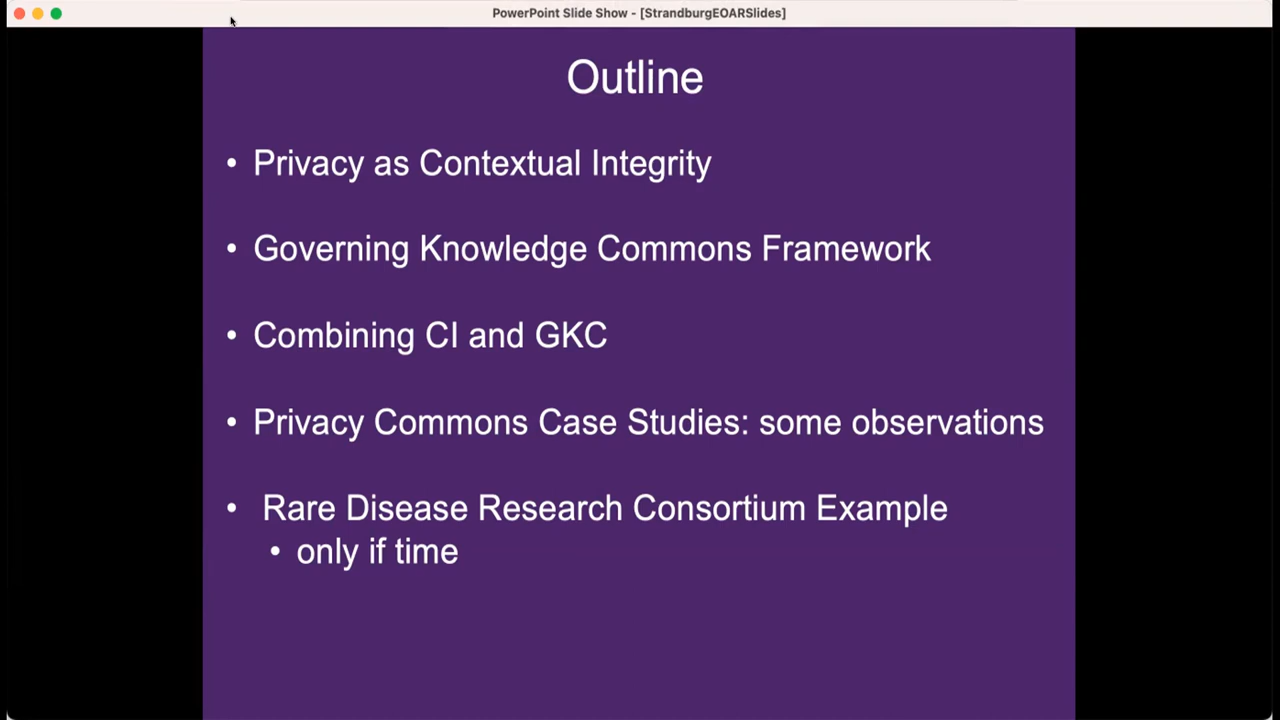 PowerPoint Slide Show - [StrandburgEOARSlides]
Outline
• Privacy as Contextual Integrity
• Governing Knowledge Commons Framework
• Combining CI and GKC
• Privacy Commons Case Studies: some observations
• Rare Disease Research Consortium Example
• only if time